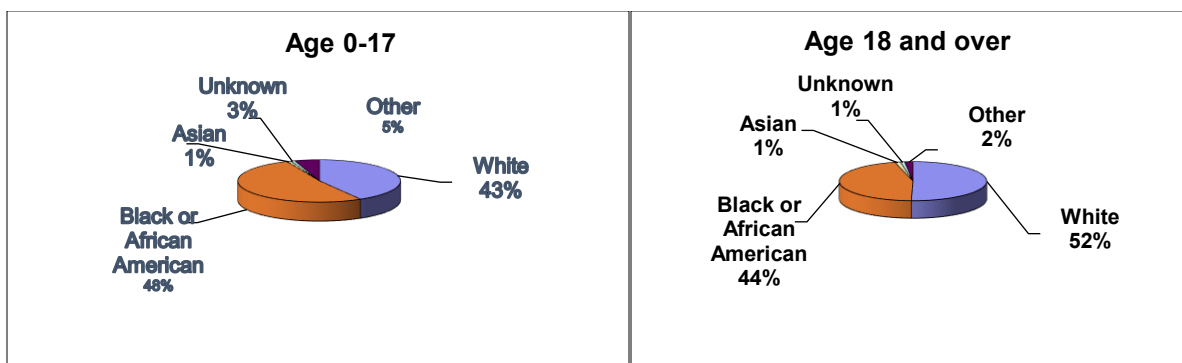 Age 0-17
Unknown
3%
Other
5%
Asian
1%
White
43%
Black or
African
American
48%
Age 18 and over
Unknown
1%
Other
2%
Asian
1%
Black or
African
American
44%
White
52%